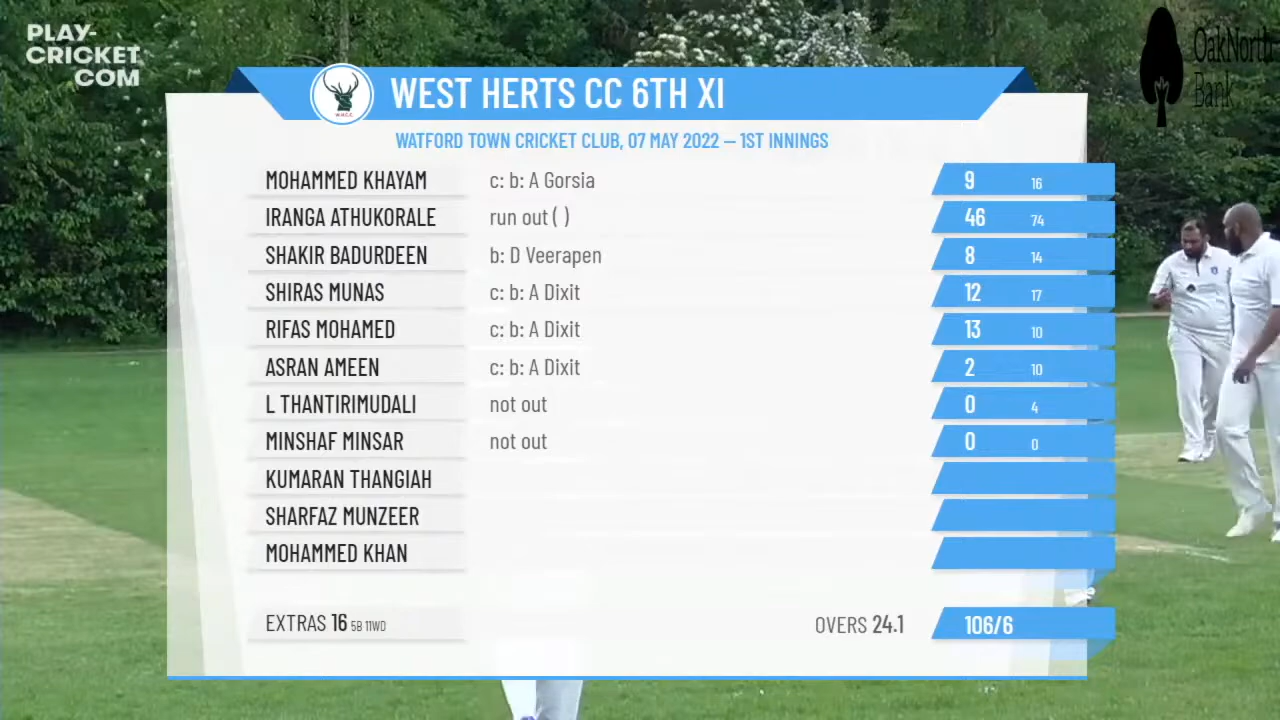 PLAY-
CRICKET
COM
OakNorth
Bank
W H C C
WEST HERTS CC 6TH XI
WATFORD TOWN CRICKET CLUB, 07 MAY 2022 – 1ST INNINGS
MOHAMMED KHAYAM c: b: A Gorsia 9 16
IRANGA ATHUKORALE run out ( ) 46 74
SHAKIR BADURDEEN b: D Veerapen 8 14
SHIRAS MUNAS c: b: A Dixit 12 17
RIFAS MOHAMED c: b: A Dixit 13 10
ASRAN AMEEN c: b: A Dixit 2 10
L THANTIRIMUDALI not out 0 4
MINSHAF MINSAR not out 0 0
KUMARAN THANGIAH
SHARFAZ MUNZEER
MOHAMMED KHAN
EXTRAS 16 5B 11WD OVERS 24.1 106/6